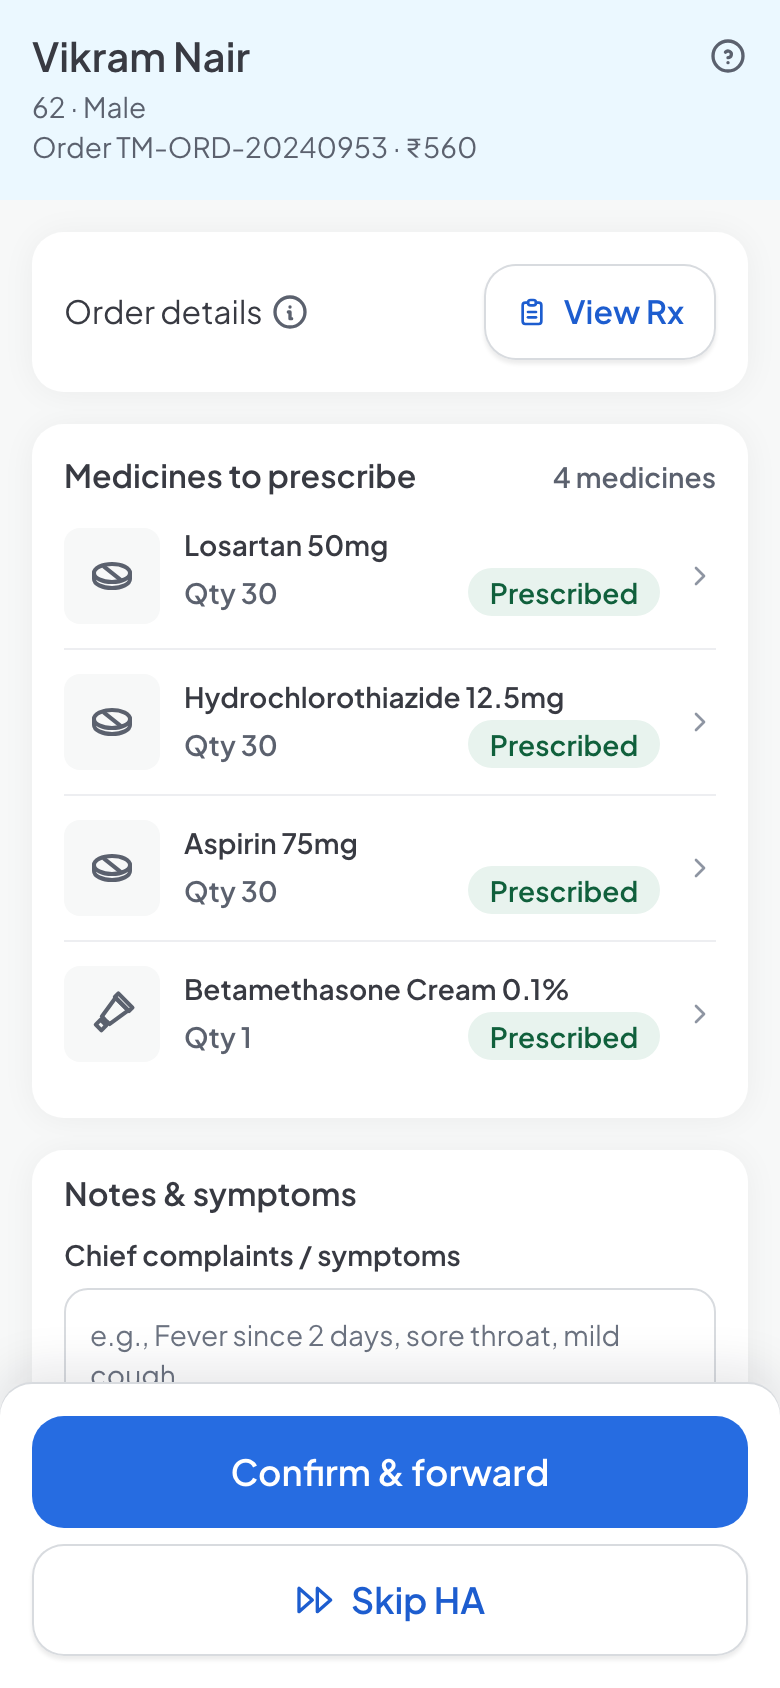 Vikram Nair
62 · Male
Order TM-ORD-20240953 · ₹560
Order details
View Rx
Medicines to prescribe
4 medicines
Losartan 50mg
Qty 30
Prescribed
Hydrochlorothiazide 12.5mg
Qty 30
Prescribed
Aspirin 75mg
Qty 30
Prescribed
Betamethasone Cream 0.1%
Qty 1
Prescribed
Notes & symptoms
Chief complaints / symptoms
e.g., Fever since 2 days, sore throat, mild
cough
Confirm & forward
Skip HA